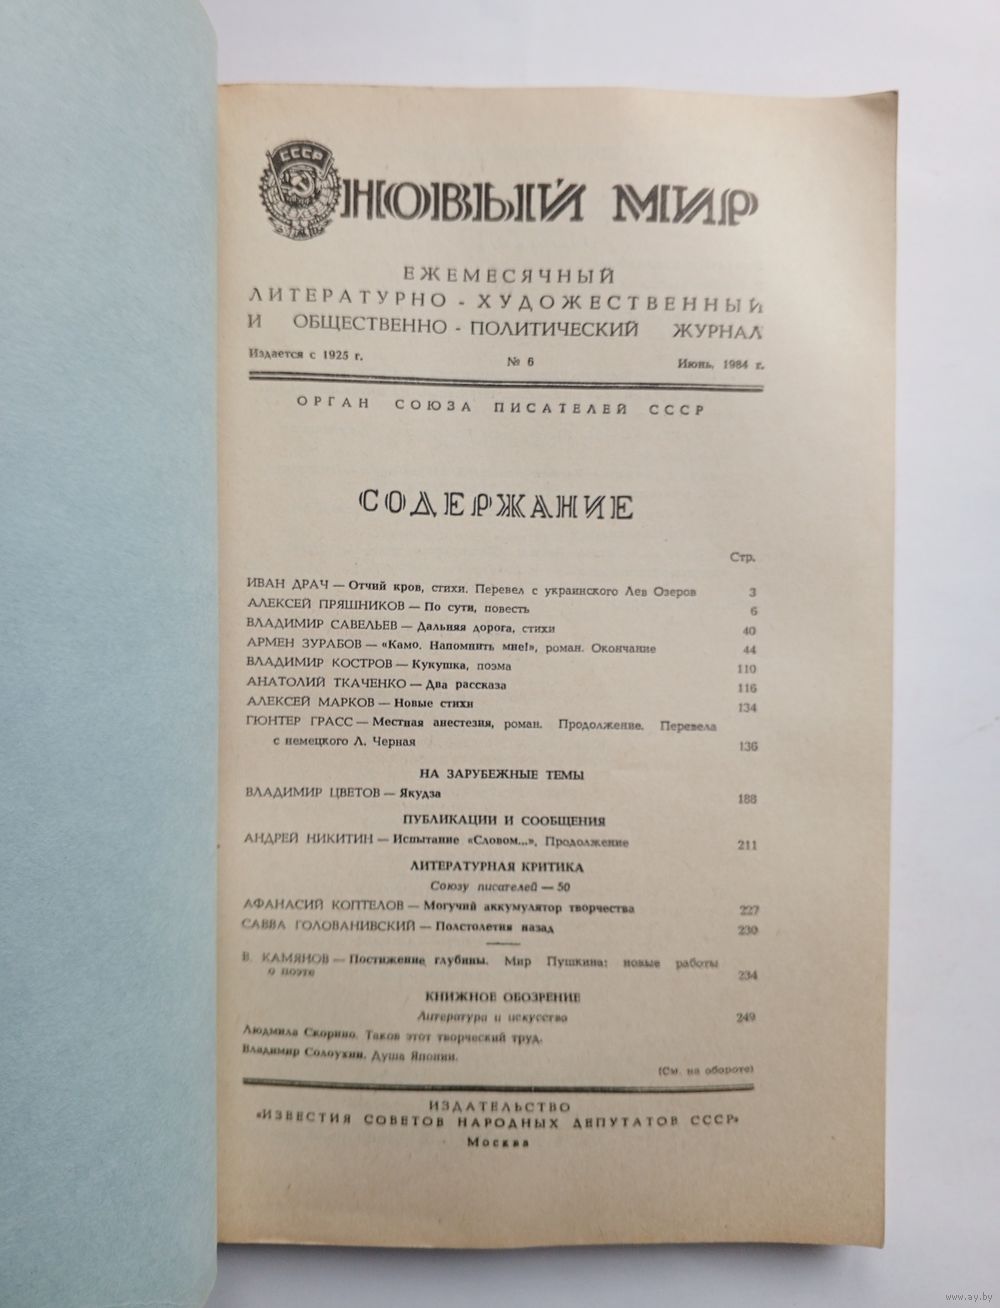 СССР
НОВЫЙ МИР
ЕЖЕМЕСЯЧНЫЙ
ЛИТЕРАТУРНО - ХУДОЖЕСТВЕННЫЙ
И ОБЩЕСТВЕННО - ПОЛИТИЧЕСКИЙ ЖУРНАЛ
Издается с 1925 г. № 6 Июнь, 1984 г.
ОРГАН СОЮЗА ПИСАТЕЛЕЙ СССР
СОДЕРЖАНИЕ
Стр.
ИВАН ДРАЧ — Отчий кров, стихи. Перевел с украинского Лев Озеров 3
АЛЕКСЕЙ ПРЯШНИКОВ — По сути, повесть 6
ВЛАДИМИР САВЕЛЬЕВ — Дальняя дорога, стихи 40
АРМЕН ЗУРАБОВ — «Камо. Напомнить мне!», роман. Окончание 44
ВЛАДИМИР КОСТРОВ — Кукушка, поэма 110
АНАТОЛИЙ ТКАЧЕНКО — Два рассказа 116
АЛЕКСЕЙ МАРКОВ — Новые стихи 134
ГЮНТЕР ГРАСС — Местная анестезия, роман. Продолжение. Перевела
с немецкого Л. Черная 136
НА ЗАРУБЕЖНЫЕ ТЕМЫ
ВЛАДИМИР ЦВЕТОВ — Якудза 188
ПУБЛИКАЦИИ И СООБЩЕНИЯ
АНДРЕЙ НИКИТИН — Испытание «Словом...», Продолжение 211
ЛИТЕРАТУРНАЯ КРИТИКА
Союзу писателей — 50
АФАНАСИЙ КОПТЕЛОВ — Могучий аккумулятор творчества 227
САВВА ГОЛОВАНИВСКИЙ — Полстолетия назад 230
В. КАМЯНОВ — Постижение глубины. Мир Пушкина: новые работы
о поэте 234
КНИЖНОЕ ОБОЗРЕНИЕ
Литература и искусство 249
Людмила Скорино. Таков этот творческий труд.
Владимир Солоухин. Душа Японии.
(См. на обороте)
ИЗДАТЕЛЬСТВО
«ИЗВЕСТИЯ СОВЕТОВ НАРОДНЫХ ДЕПУТАТОВ СССР»
Москва
www.ay.by